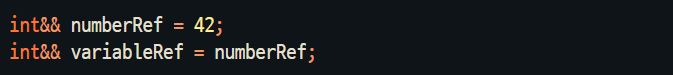 int&& numberRef = 42;
int&& variableRef = numberRef;